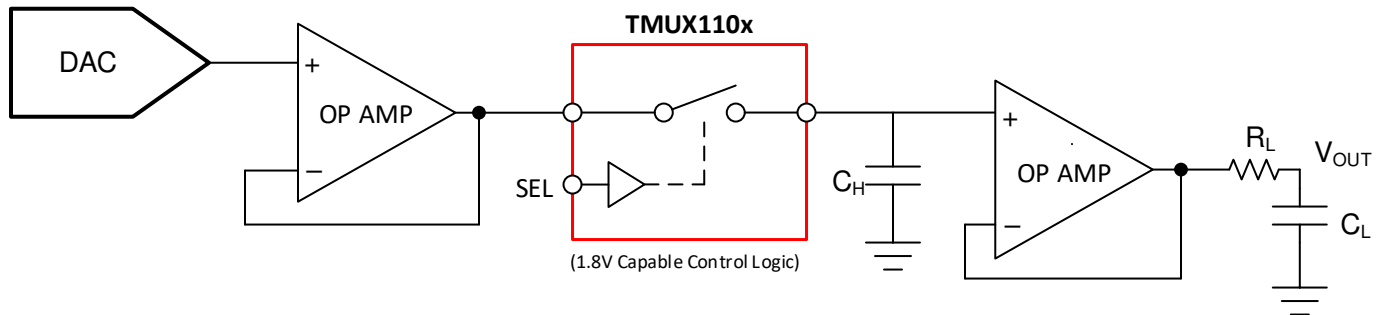 TMUX110x
DAC
+
OP AMP
−
SEL
(1.8V Capable Control Logic)
C_H
+
OP AMP
−
R_L
V_OUT
C_L